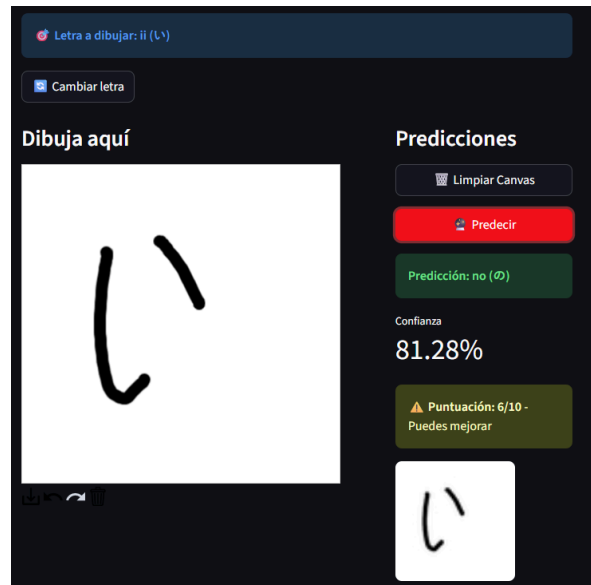 🎯 Letra a dibujar: ii (い)
🔄 Cambiar letra
Dibuja aquí
い
Predicciones
🗑 Limpiar Canvas
🔮 Predecir
Predicción: no (の)
Confianza
81.28%
⚠️ Puntuación: 6/10 -
Puedes mejorar
い